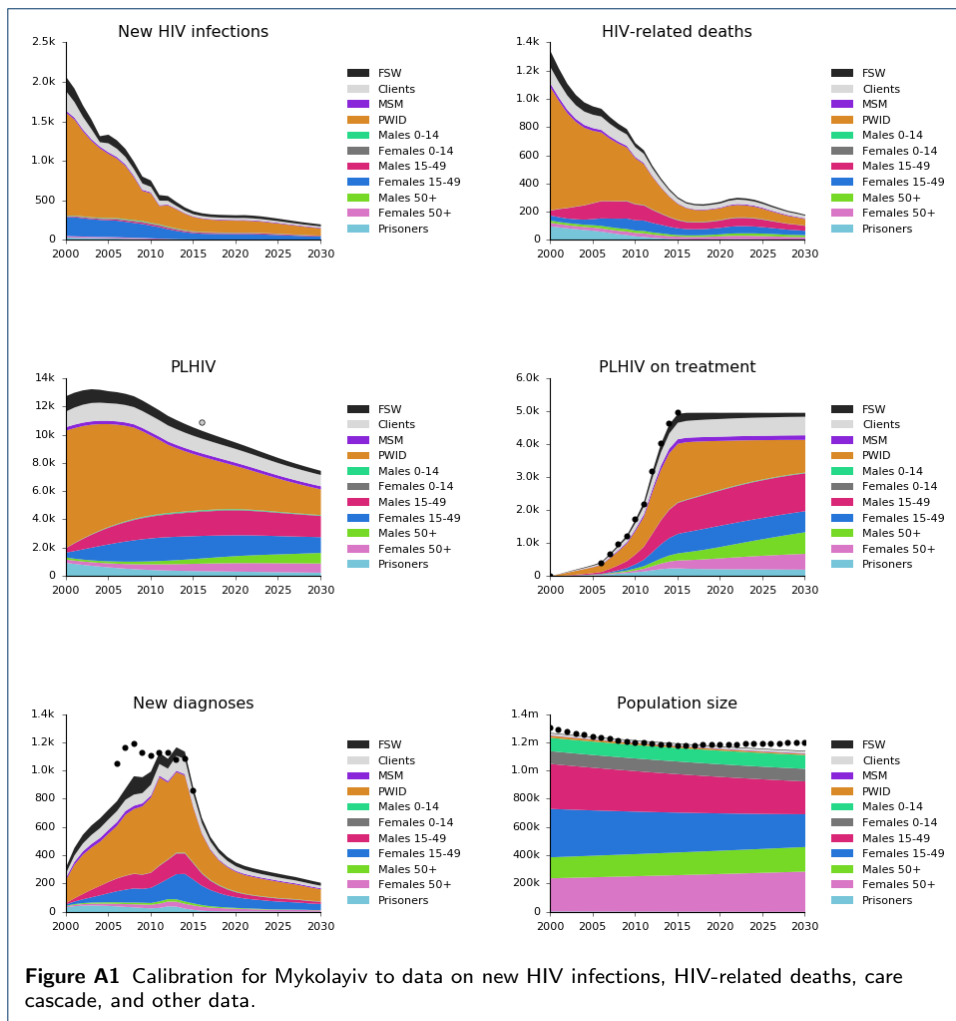 New HIV infections
2.5k
2.0k
1.5k
1.0k
500
0
2000 2005 2010 2015 2020 2025 2030
FSW
Clients
MSM
PWID
Males 0-14
Females 0-14
Males 15-49
Females 15-49
Males 50+
Females 50+
Prisoners
HIV-related deaths
1.4k
1.2k
1.0k
800
600
400
200
0
2000 2005 2010 2015 2020 2025 2030
FSW
Clients
MSM
PWID
Males 0-14
Females 0-14
Males 15-49
Females 15-49
Males 50+
Females 50+
Prisoners
PLHIV
14k
12k
10k
8.0k
6.0k
4.0k
2.0k
0
2000 2005 2010 2015 2020 2025 2030
FSW
Clients
MSM
PWID
Males 0-14
Females 0-14
Males 15-49
Females 15-49
Males 50+
Females 50+
Prisoners
PLHIV on treatment
6.0k
5.0k
4.0k
3.0k
2.0k
1.0k
0
2000 2005 2010 2015 2020 2025 2030
FSW
Clients
MSM
PWID
Males 0-14
Females 0-14
Males 15-49
Females 15-49
Males 50+
Females 50+
Prisoners
New diagnoses
1.4k
1.2k
1.0k
800
600
400
200
0
2000 2005 2010 2015 2020 2025 2030
FSW
Clients
MSM
PWID
Males 0-14
Females 0-14
Males 15-49
Females 15-49
Males 50+
Females 50+
Prisoners
Population size
1.4m
1.2m
1.0m
800k
600k
400k
200k
0
2000 2005 2010 2015 2020 2025 2030
FSW
Clients
MSM
PWID
Males 0-14
Females 0-14
Males 15-49
Females 15-49
Males 50+
Females 50+
Prisoners
Figure A1 Calibration for Mykolayiv to data on new HIV infections, HIV-related deaths, care
cascade, and other data.